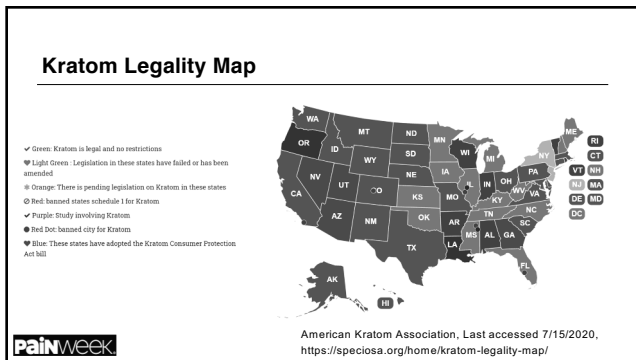 Kratom Legality Map
✔ Green: Kratom is legal and no restrictions
Light Green : Legislation in these states have failed or has been
amended
Orange: There is pending legislation on Kratom in these states
Red: banned states schedule 1 for Kratom
✔ Purple: Study involving Kratom
Red Dot: banned city for Kratom
Blue: These states have adopted the Kratom Consumer Protection
Act bill
WA
MT
ND
MN
ME
OR
ID
SD
WI
MI
NY
RI
WY
CT
NV
NE
IA
PA
VT
NH
CA
UT
CO
IL
IN
OH
NJ
MA
KS
MO
WV
VA
DE
MD
KY
DC
AZ
NM
OK
AR
TN
NC
SC
TX
LA
MS
AL
GA
FL
AK
HI
PAINWEEK.
American Kratom Association, Last accessed 7/15/2020,
https://speciosa.org/home/kratom-legality-map/